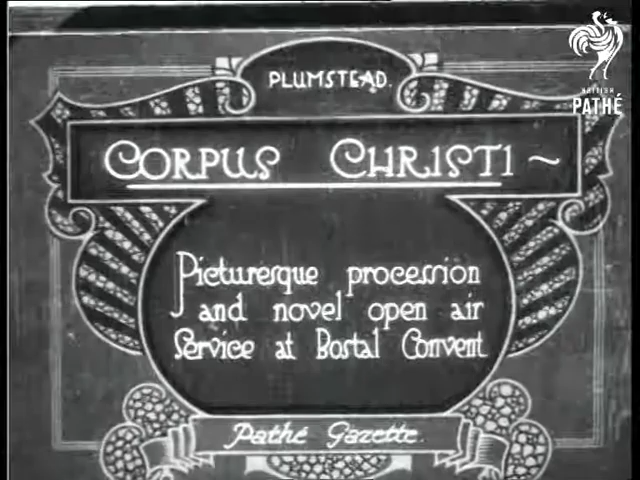 PLUMSTEAD.
BRITISH
PATHÉ
CORPUS CHRISTI ~
Picturesque procession
and novel open air
Service at Bostal Convent
Pathé Gazette.